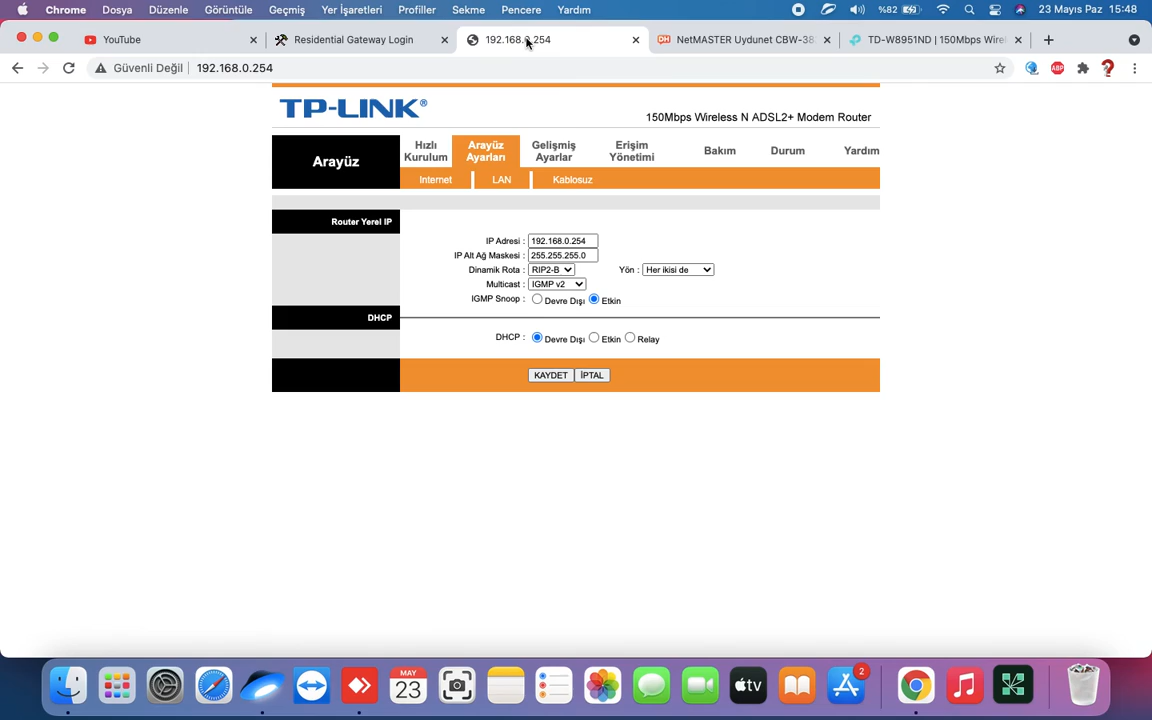 Chrome Dosya Düzenle Görüntüle Geçmiş Yer İşaretleri Profiller Sekme Pencere Yardım %82 23 Mayıs Paz 15:48
YouTube Residential Gateway Login 192.168.0.254 NetMASTER Uydunet CBW-38 TD-W8951ND | 150Mbps Wire
Güvenli Değil 192.168.0.254 ABP
TP-LINK®
150Mbps Wireless N ADSL2+ Modem Router
Arayüz
Hızlı Kurulum Arayüz Ayarları Gelişmiş Ayarlar Erişim Yönetimi Bakım Durum Yardım
Internet LAN Kablosuz
Router Yerel IP
IP Adresi : 192.168.0.254
IP Alt Ağ Maskesi : 255.255.255.0
Dinamik Rota : RIP2-B Yön : Her ikisi de
Multicast : IGMP v2
IGMP Snoop : Devre Dışı Etkin
DHCP
DHCP : Devre Dışı Etkin Relay
KAYDET İPTAL
MAY
23
tv
2